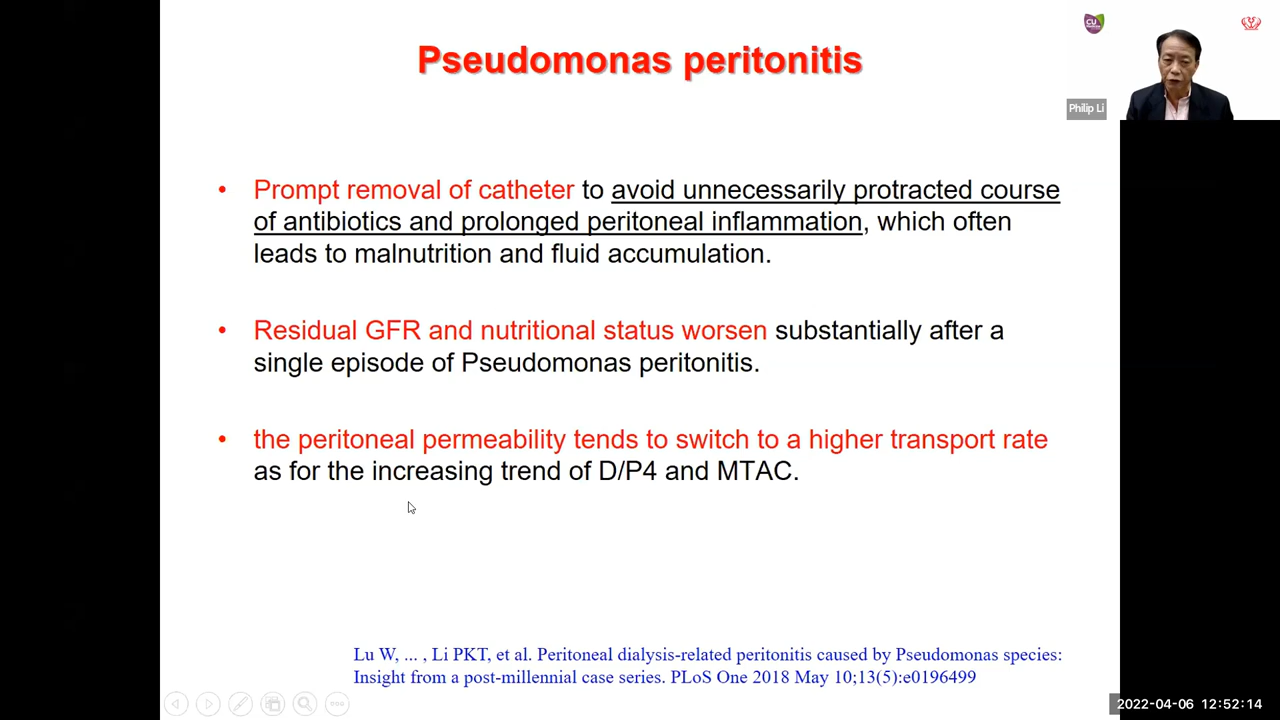 Pseudomonas peritonitis
CU
Philip Li
• Prompt removal of catheter to avoid unnecessarily protracted course
of antibiotics and prolonged peritoneal inflammation, which often
leads to malnutrition and fluid accumulation.
• Residual GFR and nutritional status worsen substantially after a
single episode of Pseudomonas peritonitis.
• the peritoneal permeability tends to switch to a higher transport rate
as for the increasing trend of D/P4 and MTAC.
Lu W, ... , Li PKT, et al. Peritoneal dialysis-related peritonitis caused by Pseudomonas species:
Insight from a post-millennial case series. PLoS One 2018 May 10;13(5):e0196499
2022-04-06 12:52:14